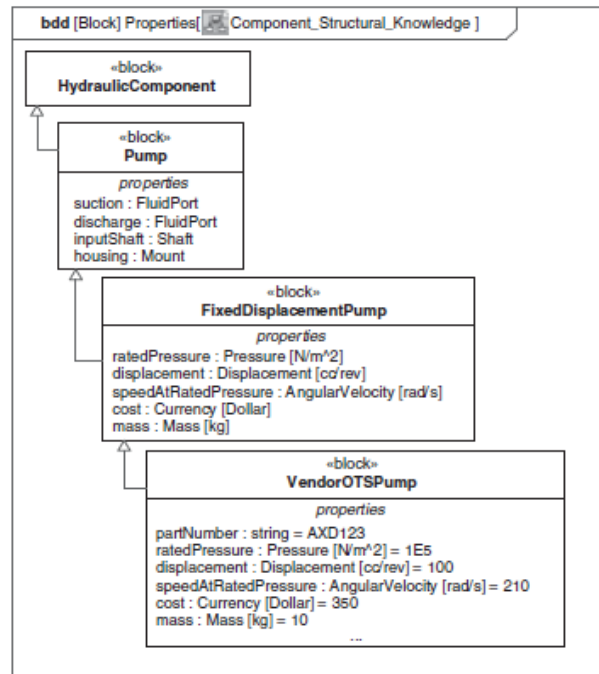 bdd [Block] Properties[ Component_Structural_Knowledge ]
«block»
HydraulicComponent
«block»
Pump
properties
suction : FluidPort
discharge : FluidPort
inputShaft : Shaft
housing : Mount
«block»
FixedDisplacementPump
properties
ratedPressure : Pressure [N/m^2]
displacement : Displacement [cc/rev]
speedAtRatedPressure : AngularVelocity [rad/s]
cost : Currency [Dollar]
mass : Mass [kg]
«block»
VendorOTSPump
properties
partNumber : string = AXD123
ratedPressure : Pressure [N/m^2] = 1E5
displacement : Displacement [cc/rev] = 100
speedAtRatedPressure : AngularVelocity [rad/s] = 210
cost : Currency [Dollar] = 350
mass : Mass [kg] = 10
...